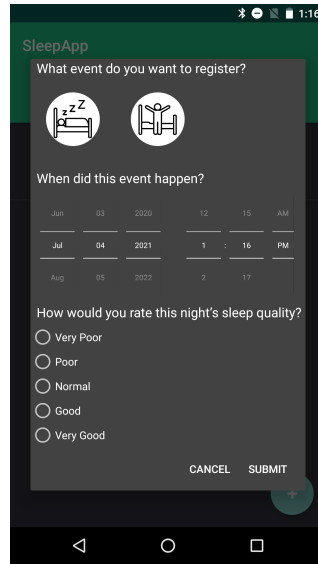 1:16
SleepApp
What event do you want to register?
z z Z
When did this event happen?
Jun 03 2020 12 15 AM
Jul 04 2021 1 : 16 PM
Aug 05 2022 2 17
How would you rate this night's sleep quality?
Very Poor
Poor
Normal
Good
Very Good
CANCEL SUBMIT
+